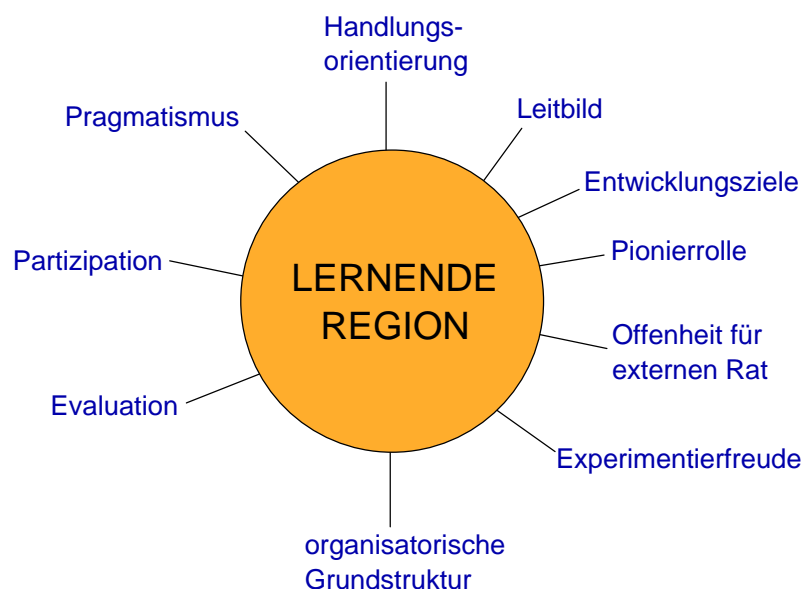 Handlungs-
orientierung
Leitbild
Pragmatismus
Entwicklungsziele
Pionierrolle
Partizipation
LERNENDE
REGION
Offenheit für
externen Rat
Evaluation
Experimentierfreude
organisatorische
Grundstruktur